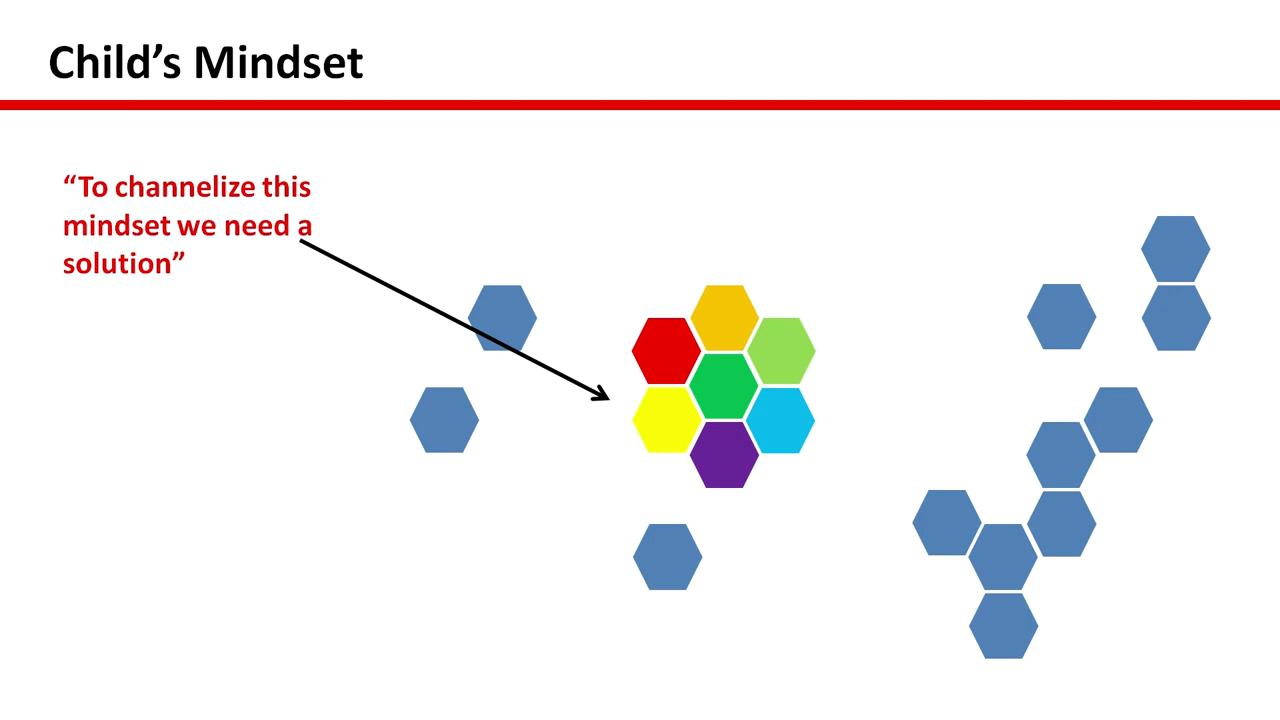 Child’s Mindset
“To channelize this
mindset we need a
solution”